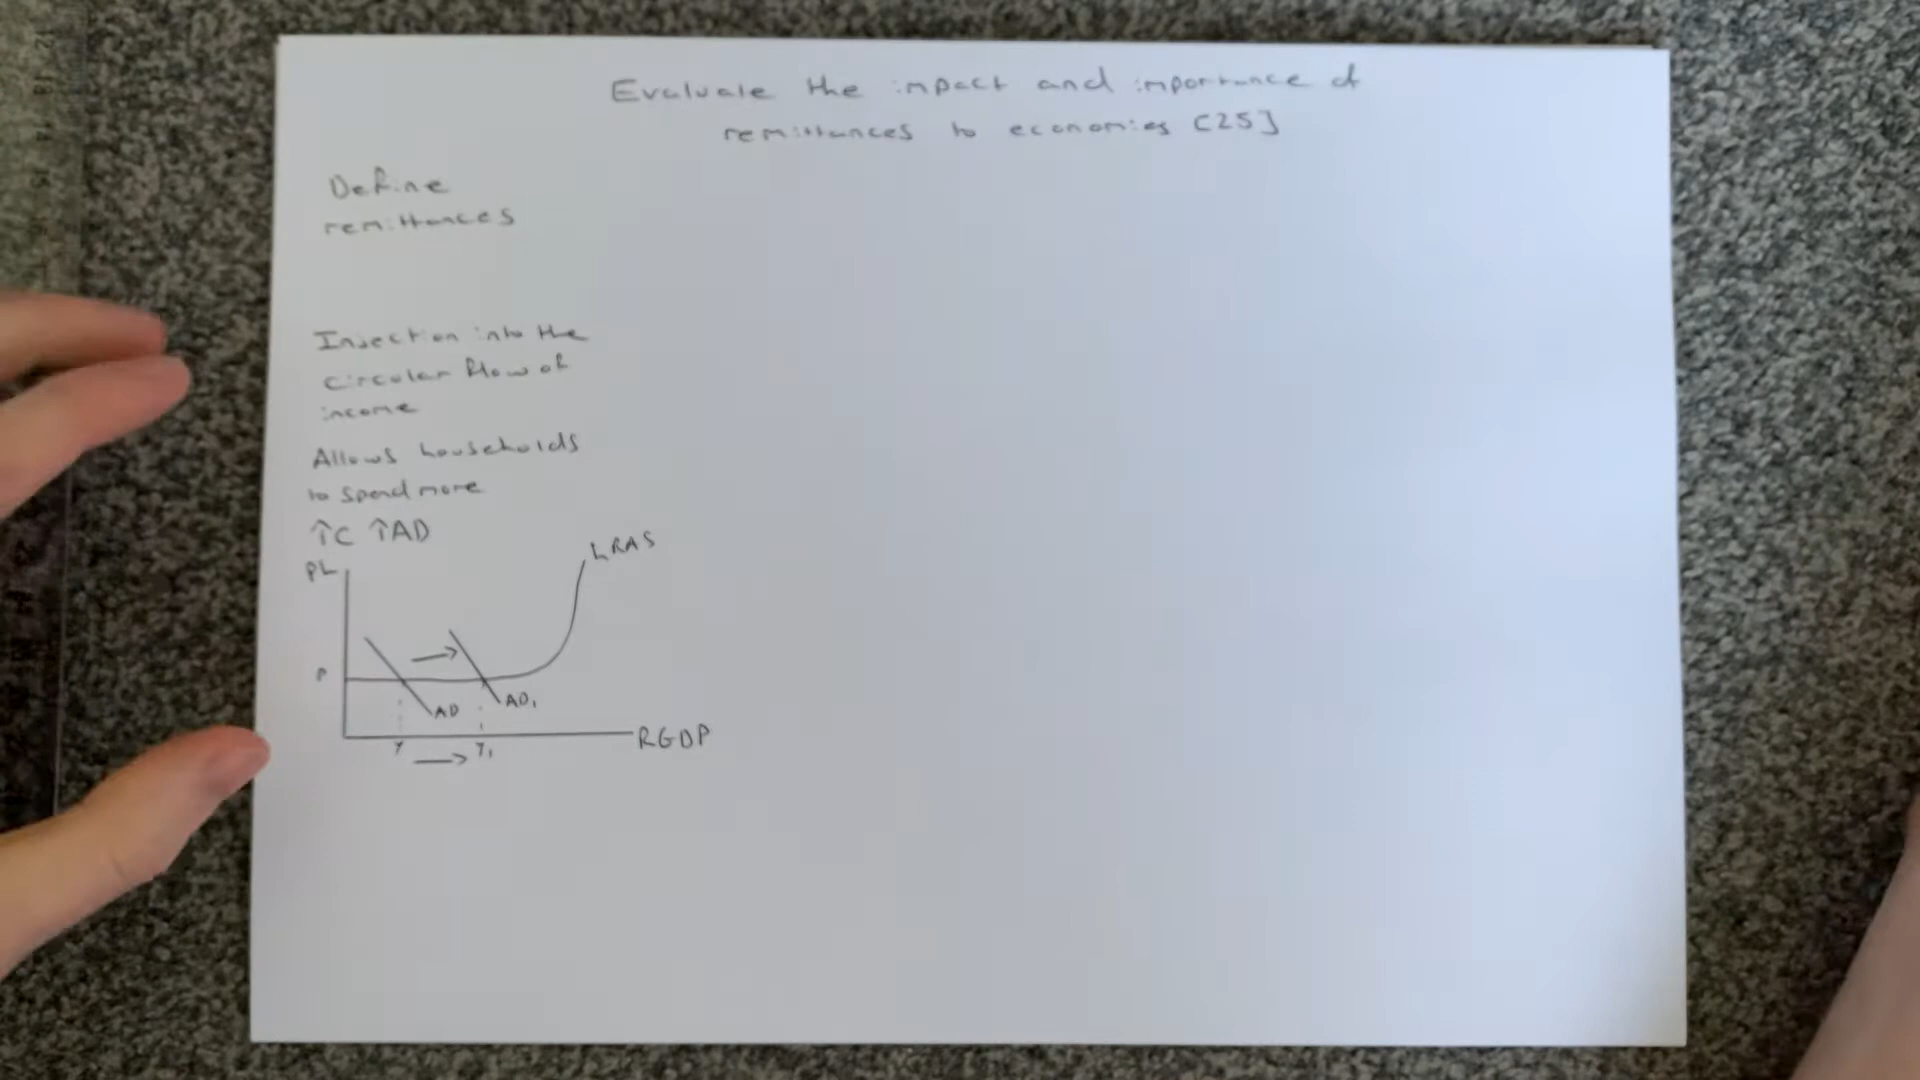 Evaluate the impact and importance of
remittances to economies [25]
Define
remittances
Injection into the
circular flow of
income
Allows households
to spend more
↑C ↑AD
PL
LRAS
P
AD
AD₁
Y
Y₁
RGDP